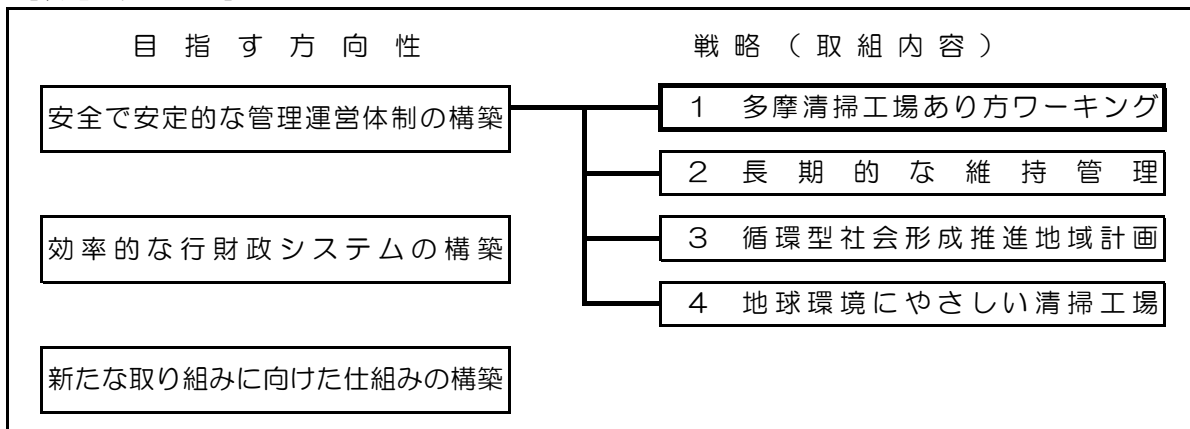 目指す方向性
戦略（取組内容）
安全で安定的な管理運営体制の構築
１　多摩清掃工場あり方ワーキング
２　長期的な維持管理
効率的な行財政システムの構築
３　循環型社会形成推進地域計画
４　地球環境にやさしい清掃工場
新たな取り組みに向けた仕組みの構築